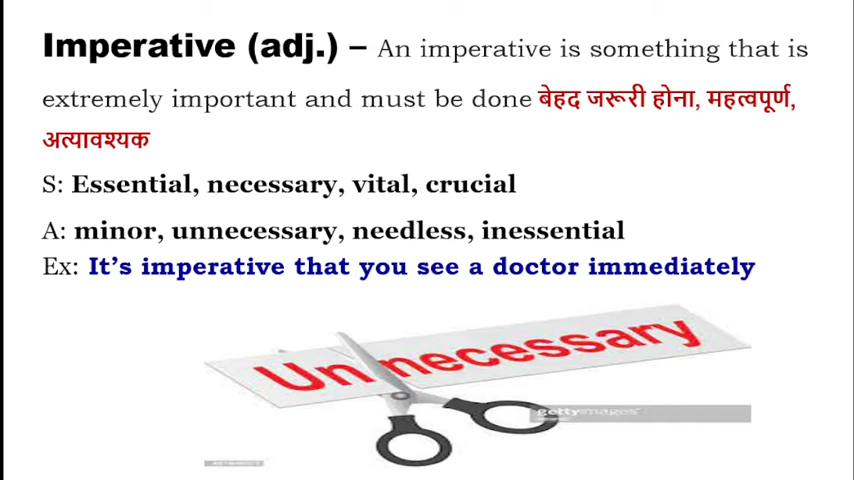 Imperative (adj.) – An imperative is something that is
extremely important and must be done बेहद जरूरी होना, महत्वपूर्ण,
अत्यावश्यक
S: Essential, necessary, vital, crucial
A: minor, unnecessary, needless, inessential
Ex: It’s imperative that you see a doctor immediately
Unnecessary
gettyimages